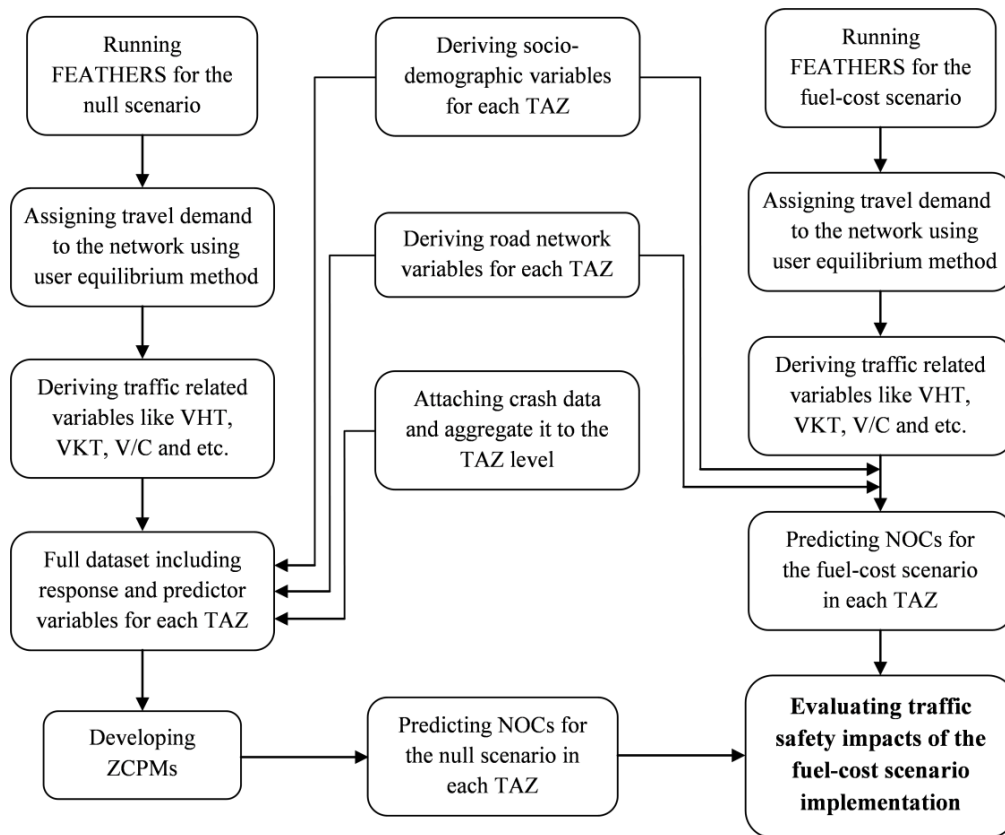 Running
FEATHERS for the
null scenario
Assigning travel demand
to the network using
user equilibrium method
Deriving traffic related
variables like VHT,
VKT, V/C and etc.
Full dataset including
response and predictor
variables for each TAZ
Developing
ZCPMs
Deriving socio-
demographic variables
for each TAZ
Deriving road network
variables for each TAZ
Attaching crash data
and aggregate it to the
TAZ level
Predicting NOCs for
the null scenario in
each TAZ
Running
FEATHERS for the
fuel-cost scenario
Assigning travel demand
to the network using
user equilibrium method
Deriving traffic related
variables like VHT,
VKT, V/C and etc.
Predicting NOCs for
the fuel-cost scenario
in each TAZ
Evaluating traffic
safety impacts of the
fuel-cost scenario
implementation